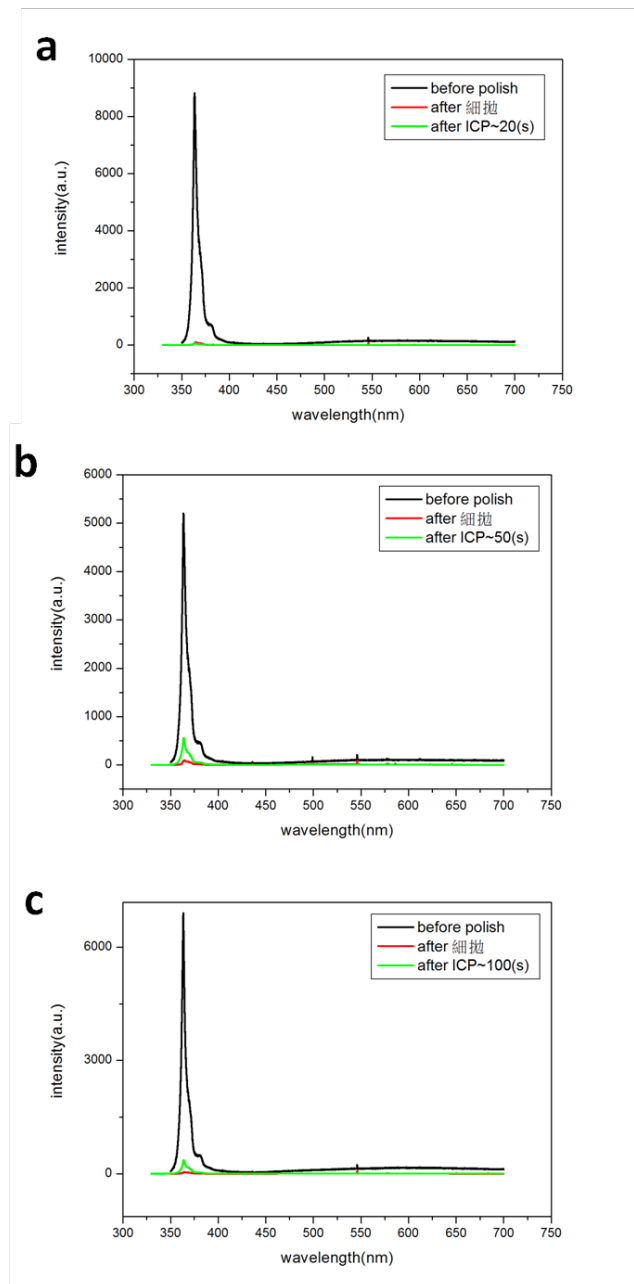 a
10000
8000
6000
4000
2000
0
intensity(a.u.)
before polish
after 細拋
after ICP~20(s)
300 350 400 450 500 550 600 650 700 750
wavelength(nm)
b
6000
5000
4000
3000
2000
1000
0
intensity(a.u.)
before polish
after 細拋
after ICP~50(s)
300 350 400 450 500 550 600 650 700 750
wavelength(nm)
c
6000
3000
0
intensity(a.u.)
before polish
after 細拋
after ICP~100(s)
300 350 400 450 500 550 600 650 700 750
wavelength(nm)